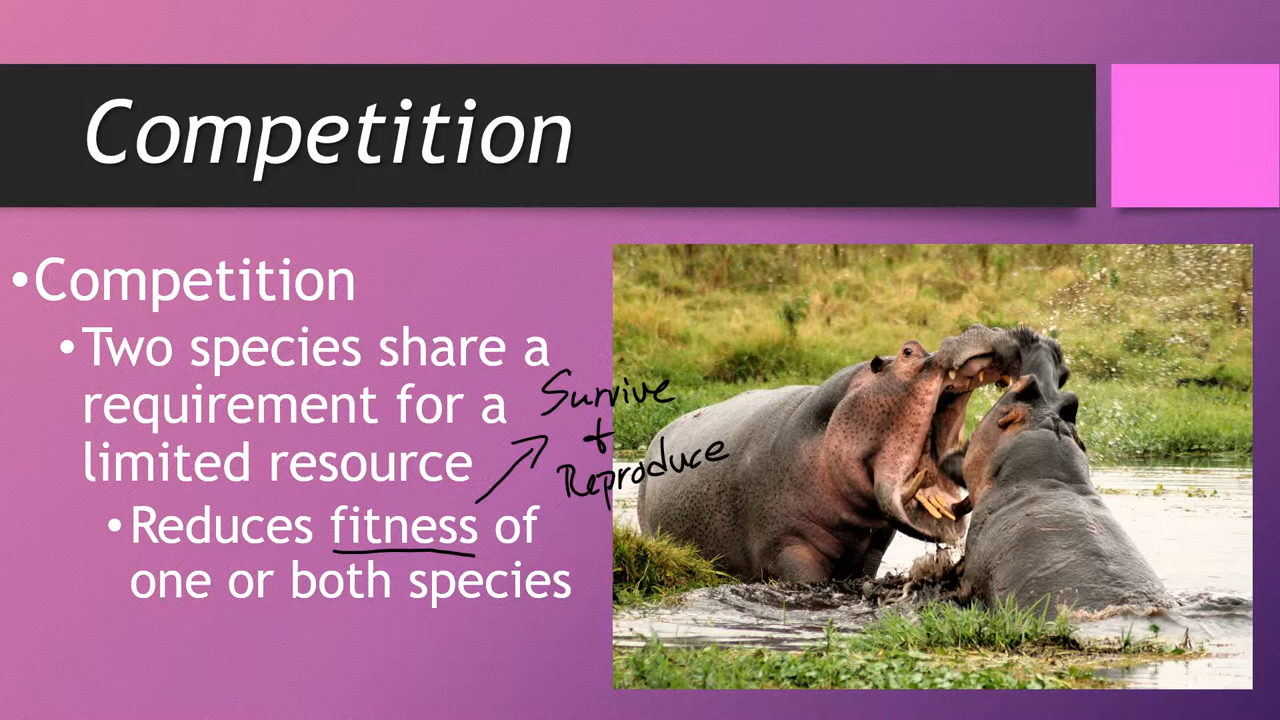 Competition
•Competition
•Two species share a
requirement for a
limited resource
•Reduces fitness of
one or both species
Survive
+
Reproduce